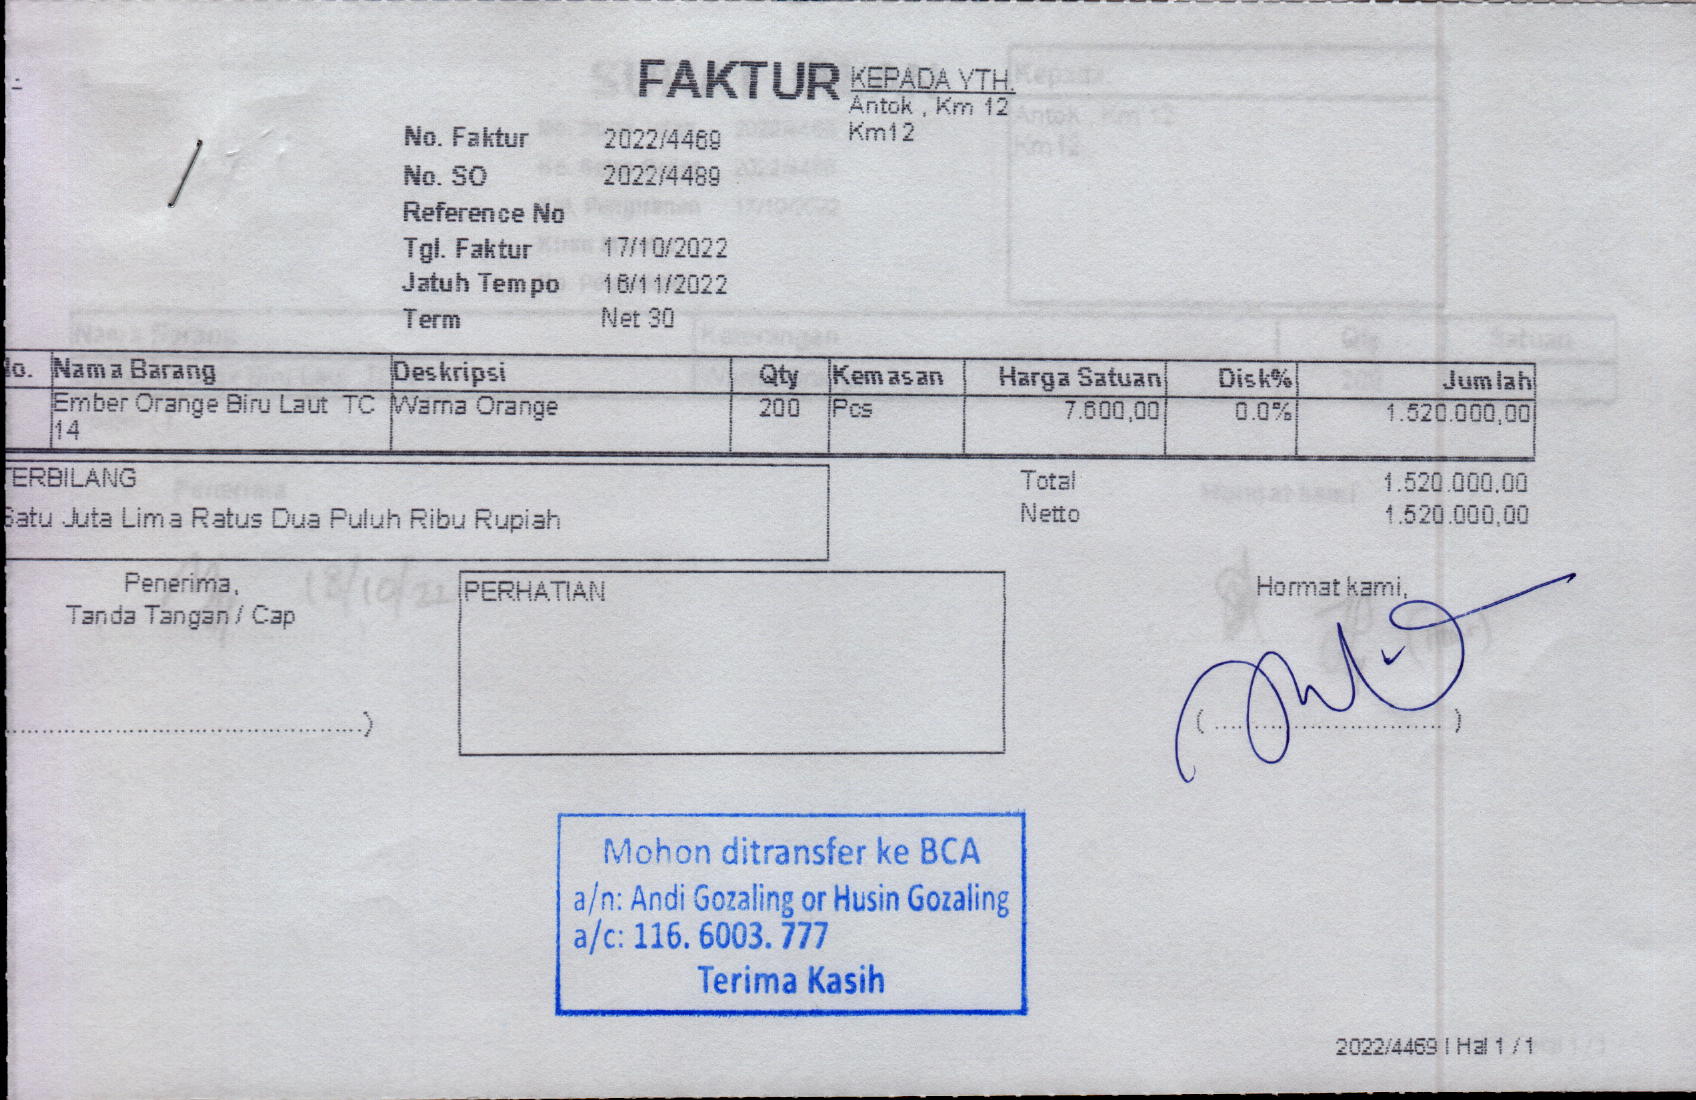 FAKTUR
KEPADA YTH.
Antok , Km 12
Km12
No. Faktur 2022/4469
No. SO 2022/4489
Reference No
Tgl. Faktur 17/10/2022
Jatuh Tempo 16/11/2022
Term Net 30
No. Nama Barang Deskripsi Qty Kemasan Harga Satuan Disk% Jumlah
Ember Orange Biru Laut TC Warna Orange 200 Pcs 7.600,00 0.0% 1.520.000,00
14
TERBILANG
Satu Juta Lima Ratus Dua Puluh Ribu Rupiah
Total 1.520.000,00
Netto 1.520.000,00
Penerima,
Tanda Tangan / Cap
PERHATIAN
Hormat kami,
Mohon ditransfer ke BCA
a/n: Andi Gozaling or Husin Gozaling
a/c: 116. 6003. 777
Terima Kasih
2022/4469 | Hal 1 / 1